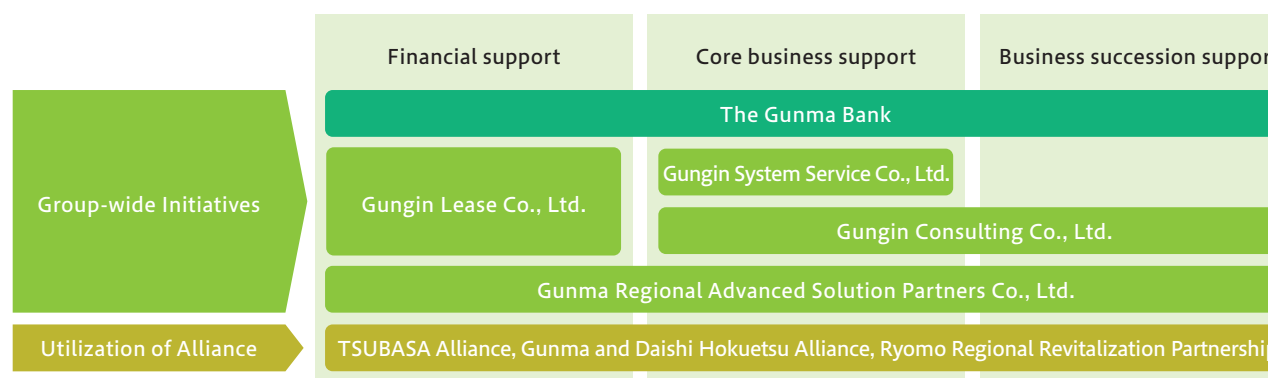 Financial support
Core business support
Business succession suppor
The Gunma Bank
Group-wide Initiatives
Gungin Lease Co., Ltd.
Gungin System Service Co., Ltd.
Gungin Consulting Co., Ltd.
Gunma Regional Advanced Solution Partners Co., Ltd.
Utilization of Alliance
TSUBASA Alliance, Gunma and Daishi Hokuetsu Alliance, Ryomo Regional Revitalization Partnership